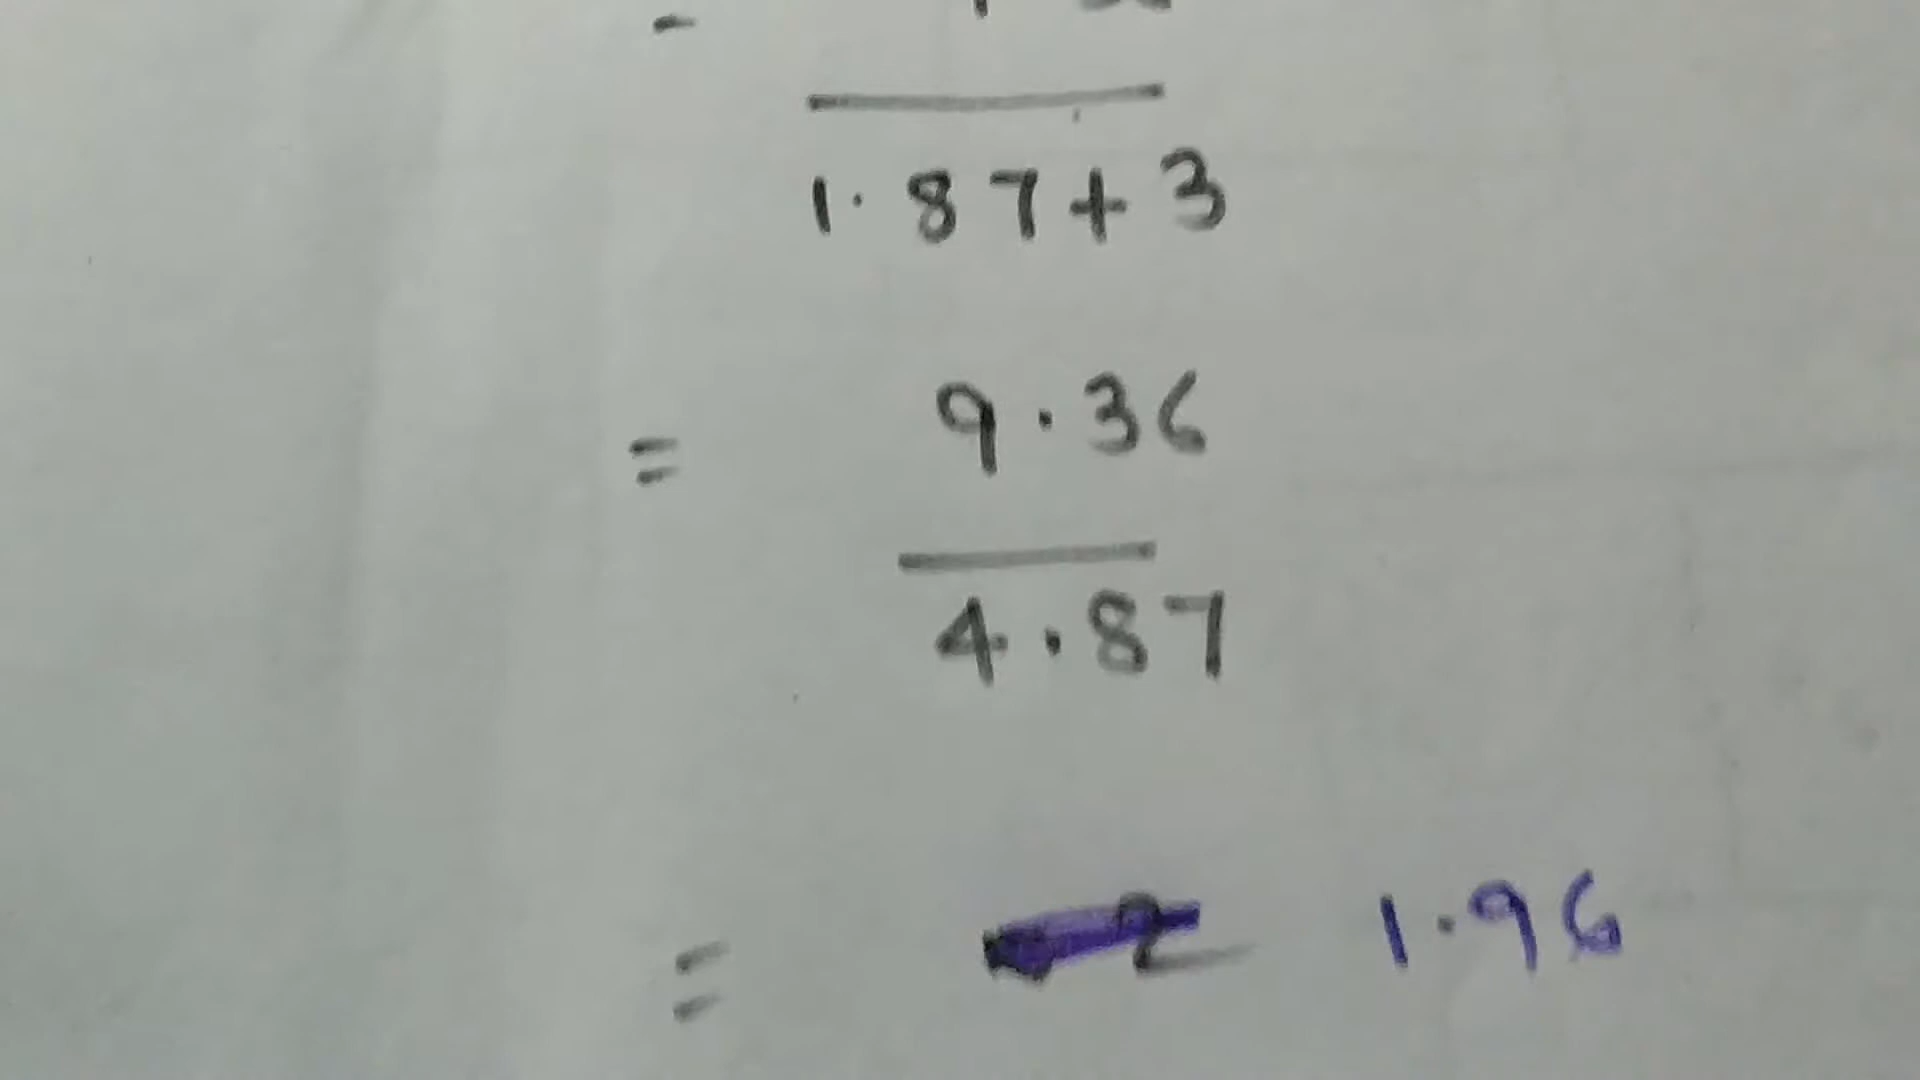 1.87+3
= 9.36
4.87
= 1.96